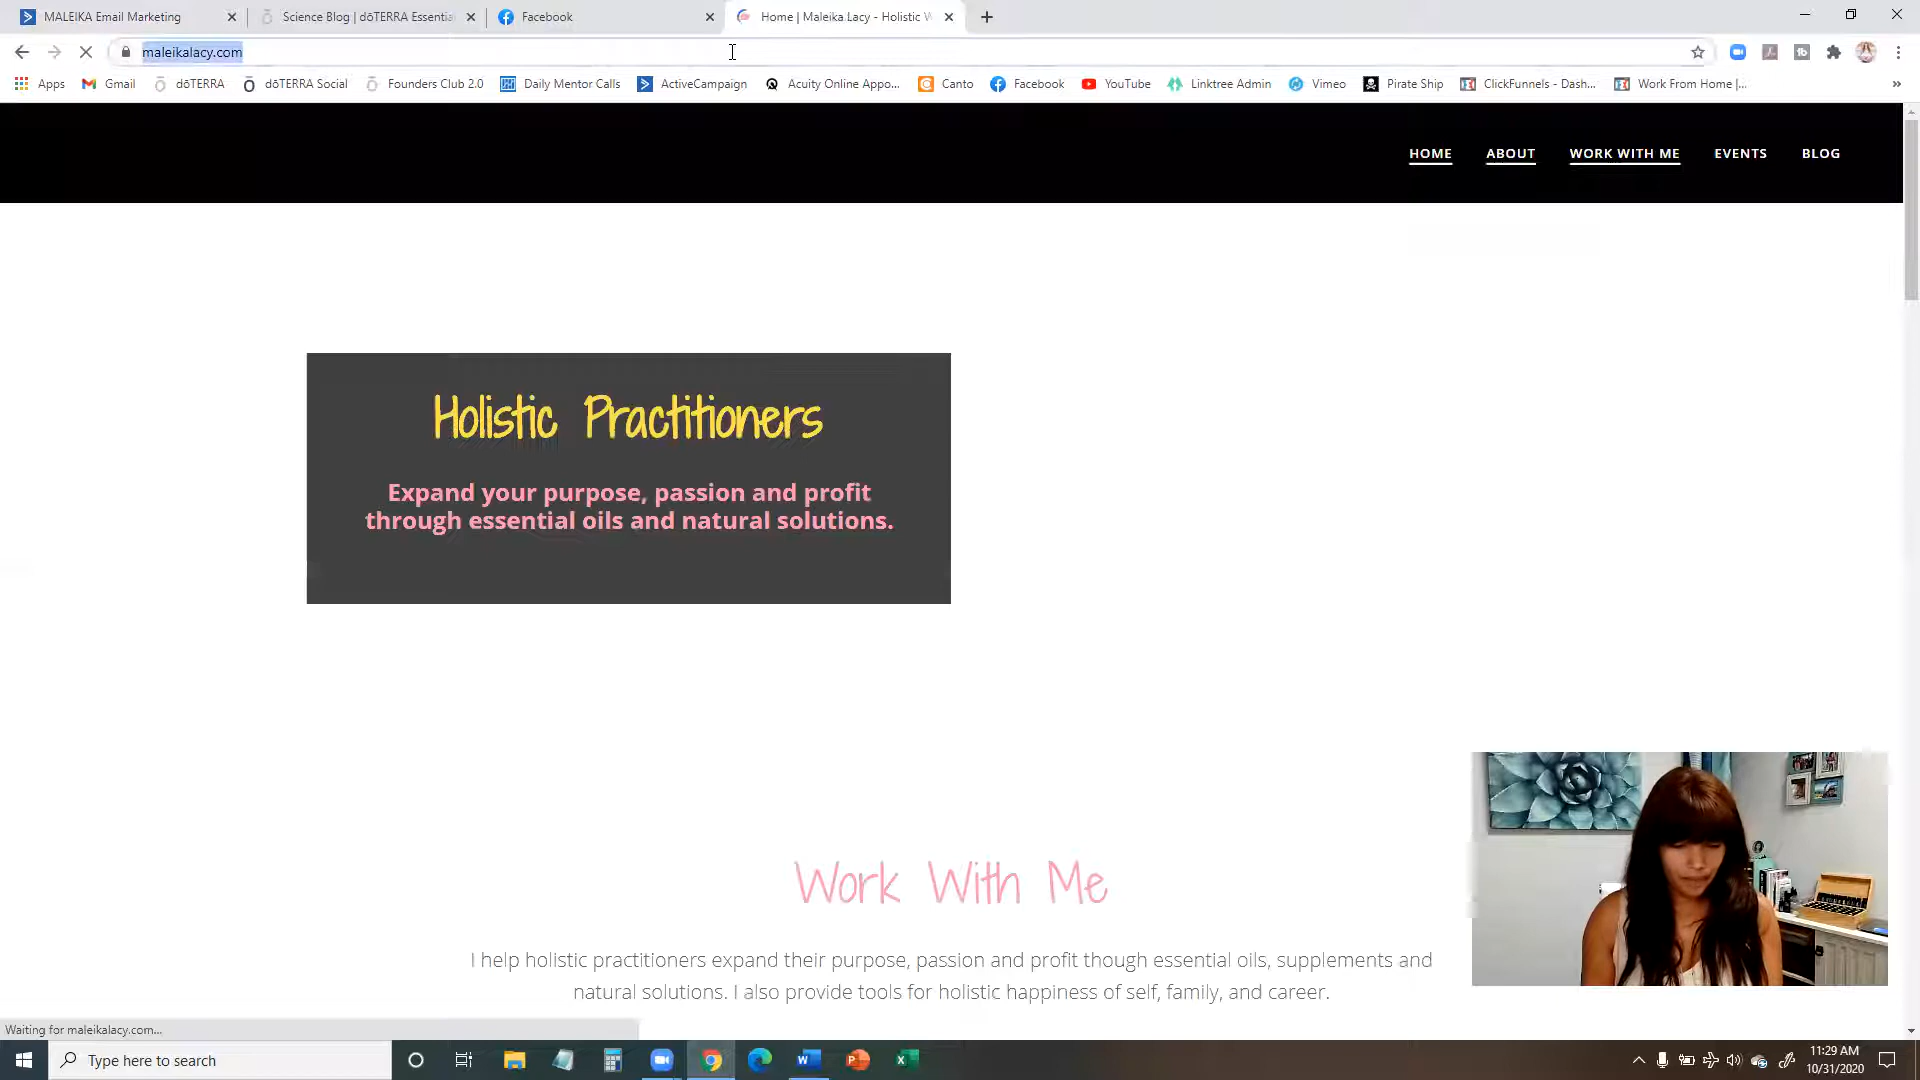 MALEIKA Email Marketing
Science Blog | dōTERRA Essentia
Facebook
Home | Maleika Lacy - Holistic W
maleikalacy.com
Apps
Gmail
dōTERRA
dōTERRA Social
Founders Club 2.0
Daily Mentor Calls
ActiveCampaign
Acuity Online Appo...
Canto
Facebook
YouTube
Linktree Admin
Vimeo
Pirate Ship
ClickFunnels - Dash...
Work From Home |...
HOME
ABOUT
WORK WITH ME
EVENTS
BLOG
Holistic Practitioners
Expand your purpose, passion and profit
through essential oils and natural solutions.
Work With Me
I help holistic practitioners expand their purpose, passion and profit though essential oils, supplements and
natural solutions. I also provide tools for holistic happiness of self, family, and career.
Waiting for maleikalacy.com...
Type here to search
11:29 AM
10/31/2020